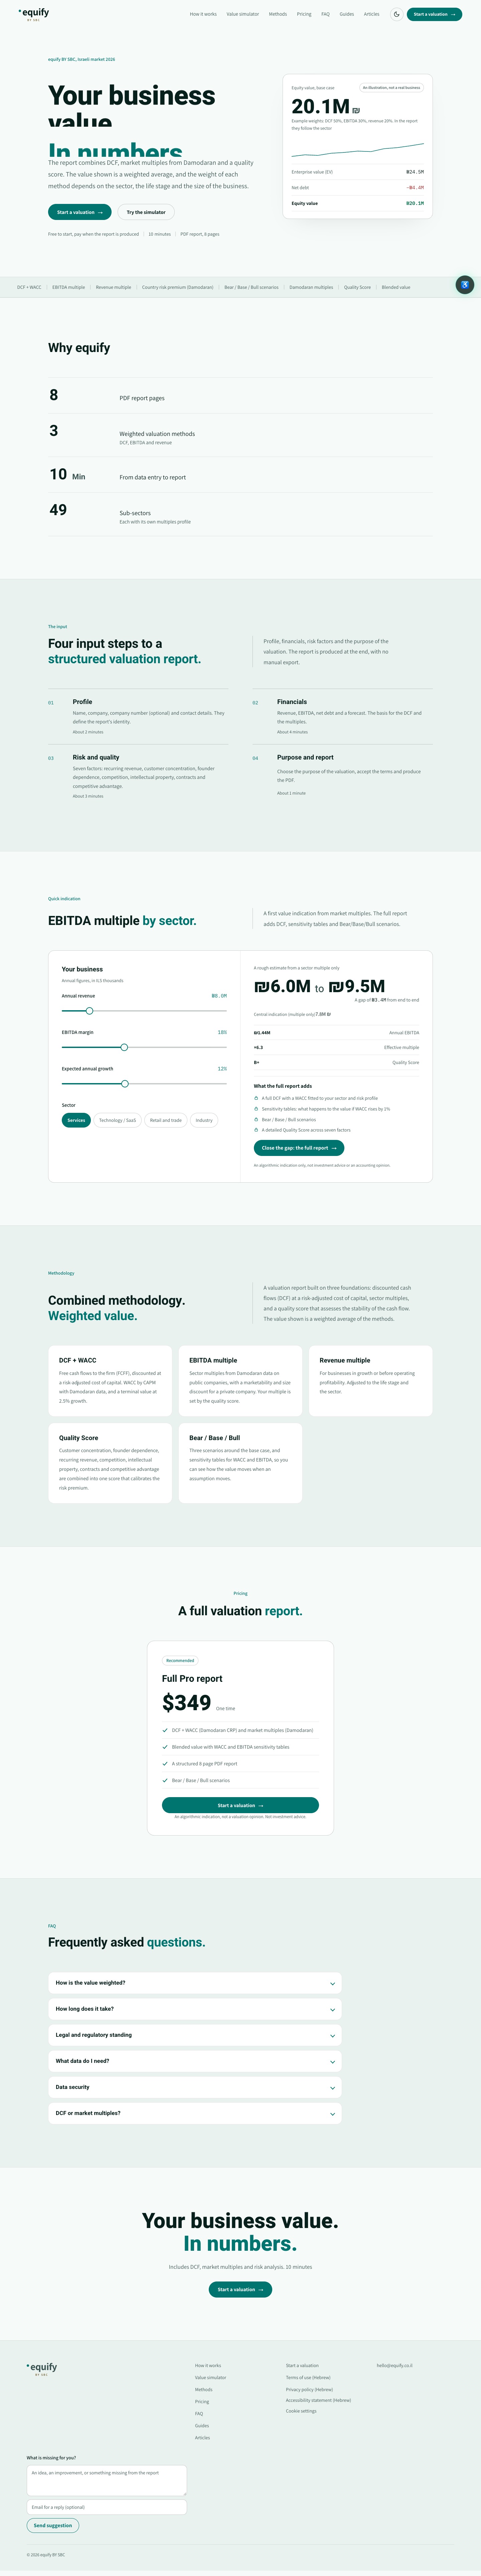 equify
BY SBC
How it works
Value simulator
Methods
Pricing
FAQ
Guides
Articles
Start a valuation →
equify BY SBC, Israeli market 2026
Your business
value
In numbers
The report combines DCF, market multiples from Damodaran and a quality
score. The value shown is a weighted average, and the weight of each
method depends on the sector, the life stage and the size of the business.
Start a valuation →
Try the simulator
Free to start, pay when the report is produced
10 minutes
PDF report, 8 pages
Equity value, base case
An illustration, not a real business
20.1M₪
Example weights: DCF 50%, EBITDA 30%, revenue 20%. In the report
they follow the sector
Enterprise value (EV)
₪24.5M
Net debt
-₪4.4M
Equity value
₪20.1M
DCF + WACC
EBITDA multiple
Revenue multiple
Country risk premium (Damodaran)
Bear / Base / Bull scenarios
Damodaran multiples
Quality Score
Blended value
Why equify
8
PDF report pages
3
Weighted valuation methods
DCF, EBITDA and revenue
10 Min
From data entry to report
49
Sub-sectors
Each with its own multiples profile
The input
Four input steps to a
structured valuation report.
Profile, financials, risk factors and the purpose of the
valuation. The report is produced at the end, with no
manual export.
01
Profile
Name, company, company number (optional) and contact details. They
define the report's identity.
About 2 minutes
02
Financials
Revenue, EBITDA, net debt and a forecast. The basis for the DCF and
the multiples.
About 4 minutes
03
Risk and quality
Seven factors: recurring revenue, customer concentration, founder
dependence, competition, intellectual property, contracts and
competitive advantage.
About 3 minutes
04
Purpose and report
Choose the purpose of the valuation, accept the terms and produce
the PDF.
About 1 minute
Quick indication
EBITDA multiple by sector.
A first value indication from market multiples. The full report
adds DCF, sensitivity tables and Bear/Base/Bull scenarios.
Your business
Annual figures, in ILS thousands
Annual revenue
₪8.0M
EBITDA margin
18%
Expected annual growth
12%
Sector
Services
Technology / SaaS
Retail and trade
Industry
A rough estimate from a sector multiple only
₪6.0M to ₪9.5M
A gap of ₪3.4M from end to end
Central indication (multiple only) 7.8M ₪
₪1.44M
Annual EBITDA
×6.3
Effective multiple
B+
Quality Score
What the full report adds
A full DCF with a WACC fitted to your sector and risk profile
Sensitivity tables: what happens to the value if WACC rises by 1%
Bear / Base / Bull scenarios
A detailed Quality Score across seven factors
Close the gap: the full report →
An algorithmic indication only, not investment advice or an accounting opinion.
Methodology
Combined methodology.
Weighted value.
A valuation report built on three foundations: discounted cash
flows (DCF) at a risk-adjusted cost of capital, sector multiples,
and a quality score that assesses the stability of the cash flow.
The value shown is a weighted average of the methods.
DCF + WACC
Free cash flows to the firm (FCFF), discounted at
a risk-adjusted cost of capital. WACC by CAPM
with Damodaran data, and a terminal value at
2.5% growth.
EBITDA multiple
Sector multiples from Damodaran data on
public companies, with a marketability and size
discount for a private company. Your multiple is
set by the quality score.
Revenue multiple
For businesses in growth or before operating
profitability. Adjusted to the life stage and
the sector.
Quality Score
Customer concentration, founder dependence,
recurring revenue, competition, intellectual
property, contracts and competitive advantage
are combined into one score that calibrates the
risk premium.
Bear / Base / Bull
Three scenarios around the base case, and
sensitivity tables for WACC and EBITDA, so you
can see how the value moves when an
assumption moves.
Pricing
A full valuation report.
Recommended
Full Pro report
$349 One time
DCF + WACC (Damodaran CRP) and market multiples (Damodaran)
Blended value with WACC and EBITDA sensitivity tables
A structured 8 page PDF report
Bear / Base / Bull scenarios
Start a valuation →
An algorithmic indication, not a valuation opinion. Not investment advice
FAQ
Frequently asked questions.
How is the value weighted?
How long does it take?
Legal and regulatory standing
What data do I need?
Data security
DCF or market multiples?
Your business value.
In numbers.
Includes DCF, market multiples and risk analysis. 10 minutes
Start a valuation →
equify
BY SBC
How it works
Value simulator
Methods
Pricing
FAQ
Guides
Articles
Start a valuation
Terms of use (Hebrew)
Privacy policy (Hebrew)
Accessibility statement (Hebrew)
Cookie settings
hello@equify.co.il
What is missing for you?
An idea, an improvement, or something missing from the report
Email for a reply (optional)
Send suggestion
© 2026 equify BY SBC